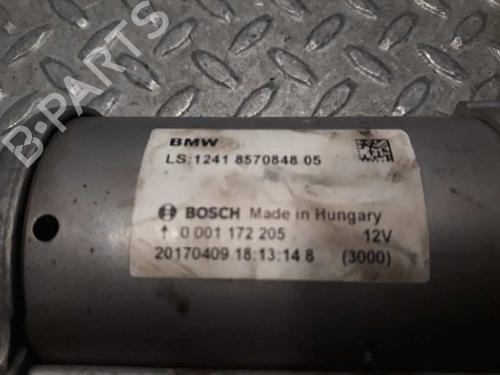 B-PARTS
BMW
LS:1241 8570848 05
BOSCH Made in Hungary
0 001 172 205 12V
20170409 18:13:14 8 (3000)